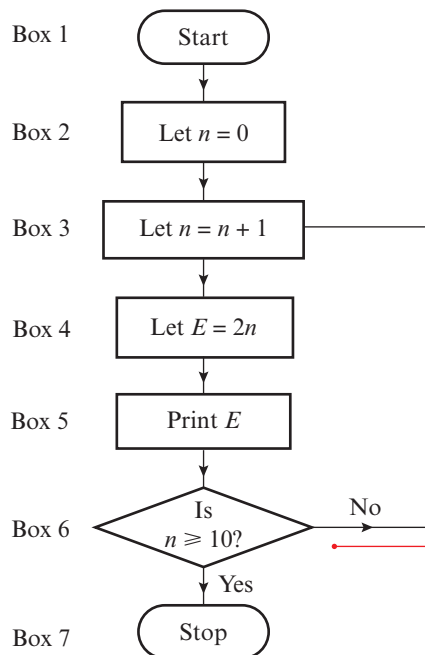 Box 1
Start
Box 2
Let n = 0
Box 3
Let n = n + 1
Box 4
Let E = 2n
Box 5
Print E
Box 6
Is
n ⩾ 10?
No
Yes
Box 7
Stop